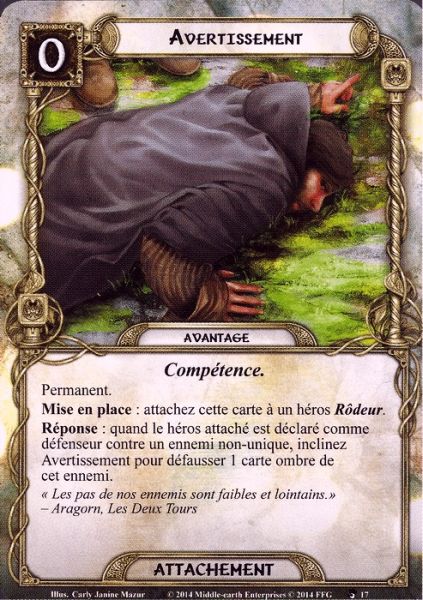 0
AVERTISSEMENT
AVANTAGE
Compétence.
Permanent.
Mise en place : attachez cette carte à un héros Rôdeur.
Réponse : quand le héros attaché est déclaré comme
défenseur contre un ennemi non-unique, inclinez
Avertissement pour défausser 1 carte ombre de
cet ennemi.
« Les pas de nos ennemis sont faibles et lointains.»
– Aragorn, Les Deux Tours
ATTACHEMENT
Illus. Carly Janine Mazur © 2014 Middle-earth Enterprises © 2014 FFG 17